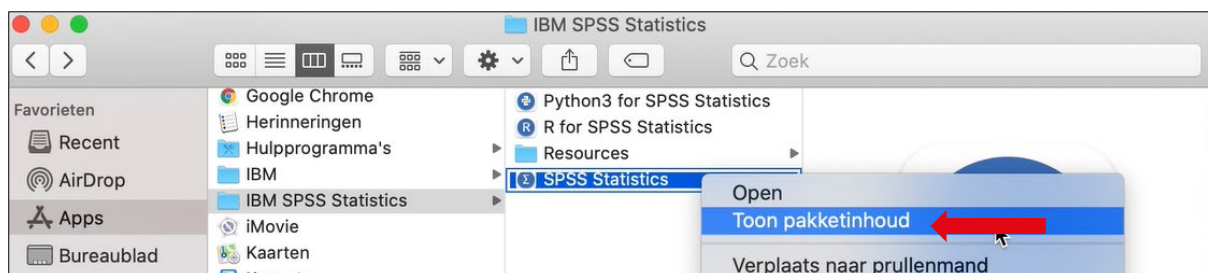 IBM SPSS Statistics
Zoek
Favorieten
Recent
AirDrop
Apps
Bureaublad
Google Chrome
Herinneringen
Hulpprogramma's
IBM
IBM SPSS Statistics
iMovie
Kaarten
Python3 for SPSS Statistics
R for SPSS Statistics
Resources
SPSS Statistics
Open
Toon pakketinhoud
Verplaats naar prullenmand